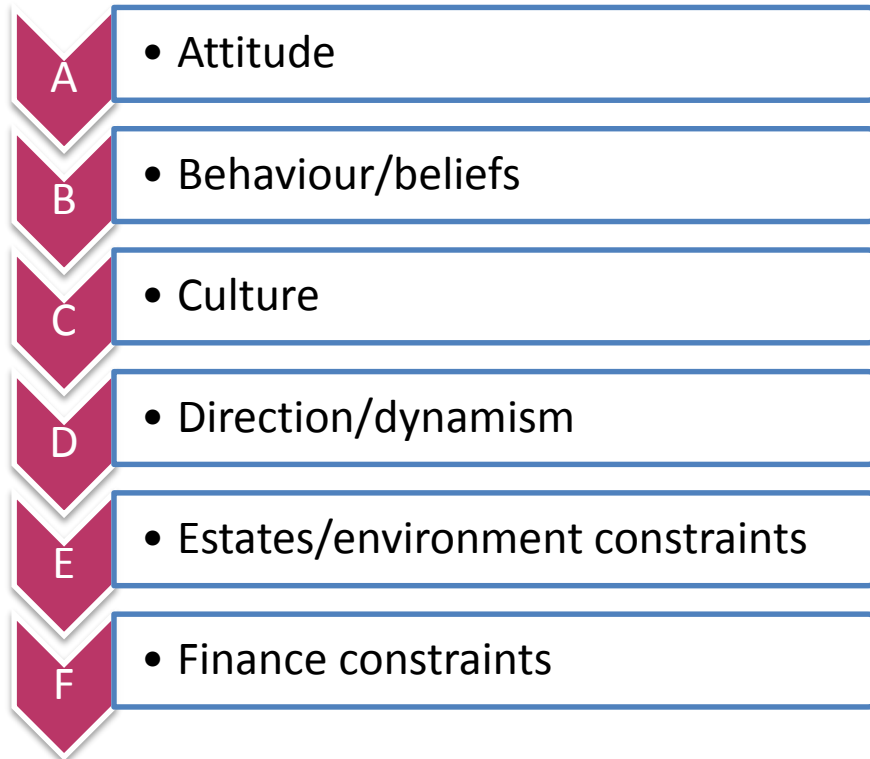 A
• Attitude
B
• Behaviour/beliefs
C
• Culture
D
• Direction/dynamism
E
• Estates/environment constraints
F
• Finance constraints